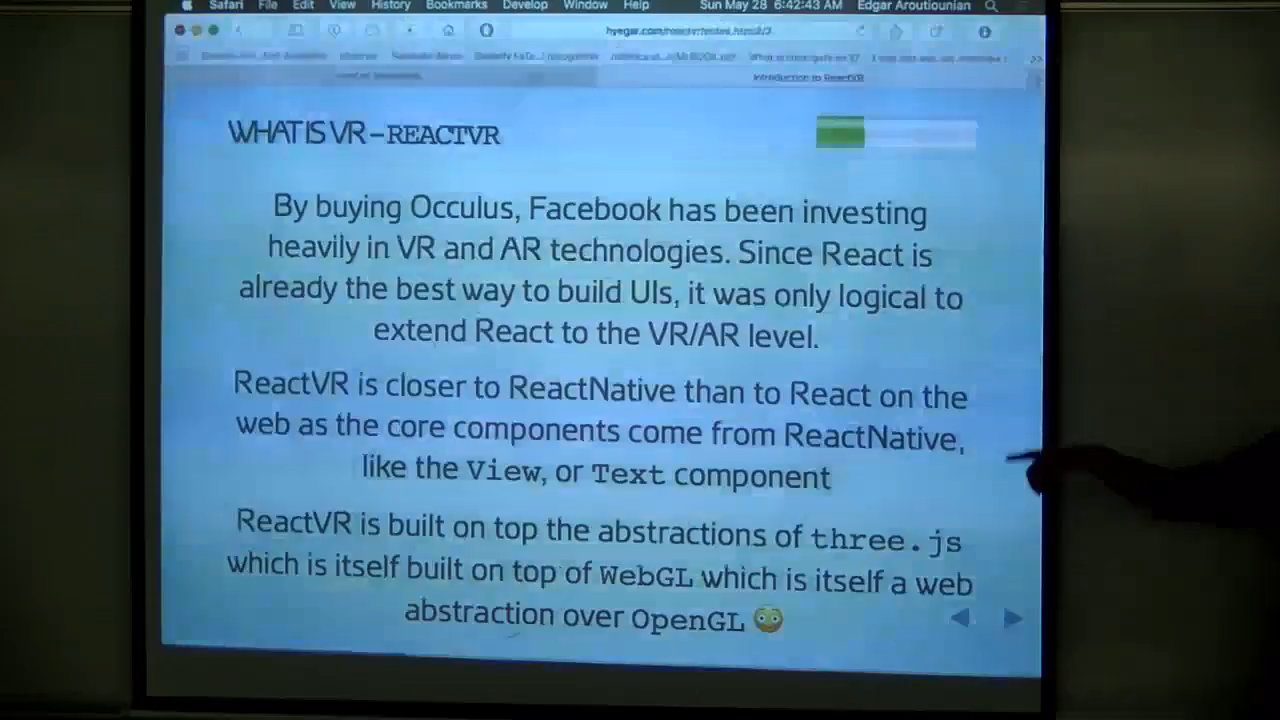 Safari File Edit View History Bookmarks Develop Window Help Sun May 28 6:42:43 AM Edgar Aroutiounian
Introduction to ReactVR
WHAT IS VR – REACTVR
By buying Occulus, Facebook has been investing
heavily in VR and AR technologies. Since React is
already the best way to build UIs, it was only logical to
extend React to the VR/AR level.
ReactVR is closer to ReactNative than to React on the
web as the core components come from ReactNative,
like the View, or Text component
ReactVR is built on top the abstractions of three.js
which is itself built on top of WebGL which is itself a web
abstraction over OpenGL 😳